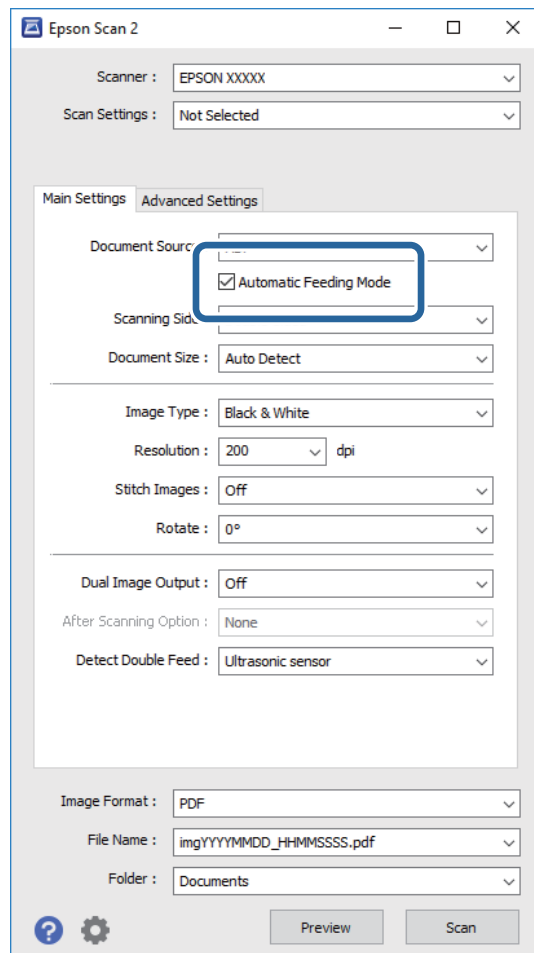 Epson Scan 2
Scanner : EPSON XXXXX
Scan Settings : Not Selected
Main Settings Advanced Settings
Document
✓ Automatic Feeding Mode
Scanning
Document Size : Auto Detect
Image Type : Black & White
Resolution : 200 dpi
Stitch Images : Off
Rotate : 0°
Dual Image Output : Off
After Scanning Option : None
Detect Double Feed : Ultrasonic sensor
Image Format : PDF
File Name : imgYYYYMMDD_HHMMSSSS.pdf
Folder : Documents
? Preview Scan